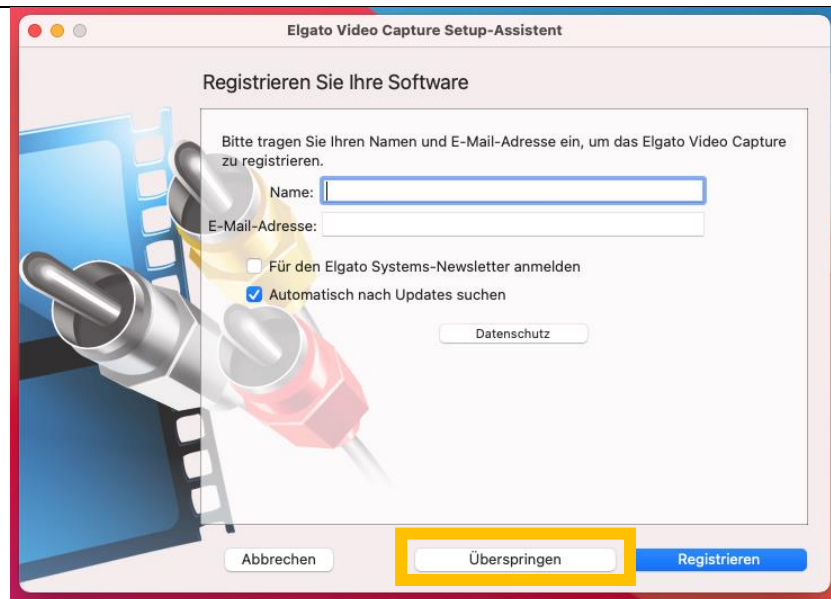 Elgato Video Capture Setup-Assistent
Registrieren Sie Ihre Software
Bitte tragen Sie Ihren Namen und E-Mail-Adresse ein, um das Elgato Video Capture
zu registrieren.
Name:
E-Mail-Adresse:
Für den Elgato Systems-Newsletter anmelden
Automatisch nach Updates suchen
Datenschutz
Abbrechen Überspringen Registrieren